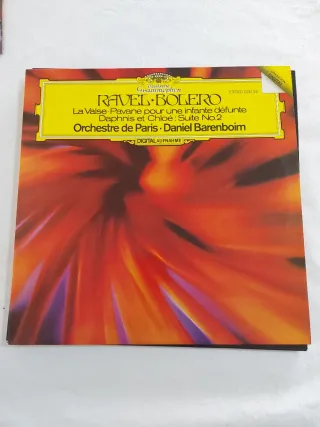 Deutsche
Grammophon
RAVEL·BOLERO
La Valse·Pavane pour une infante défunte
Daphnis et Chloé: Suite No.2
Orchestre de Paris·Daniel Barenboim
DIGITAL AUFNAHME